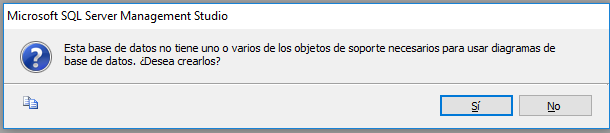 Microsoft SQL Server Management Studio
Esta base de datos no tiene uno o varios de los objetos de soporte necesarios para usar diagramas de
base de datos. ¿Desea crearlos?
Sí
No